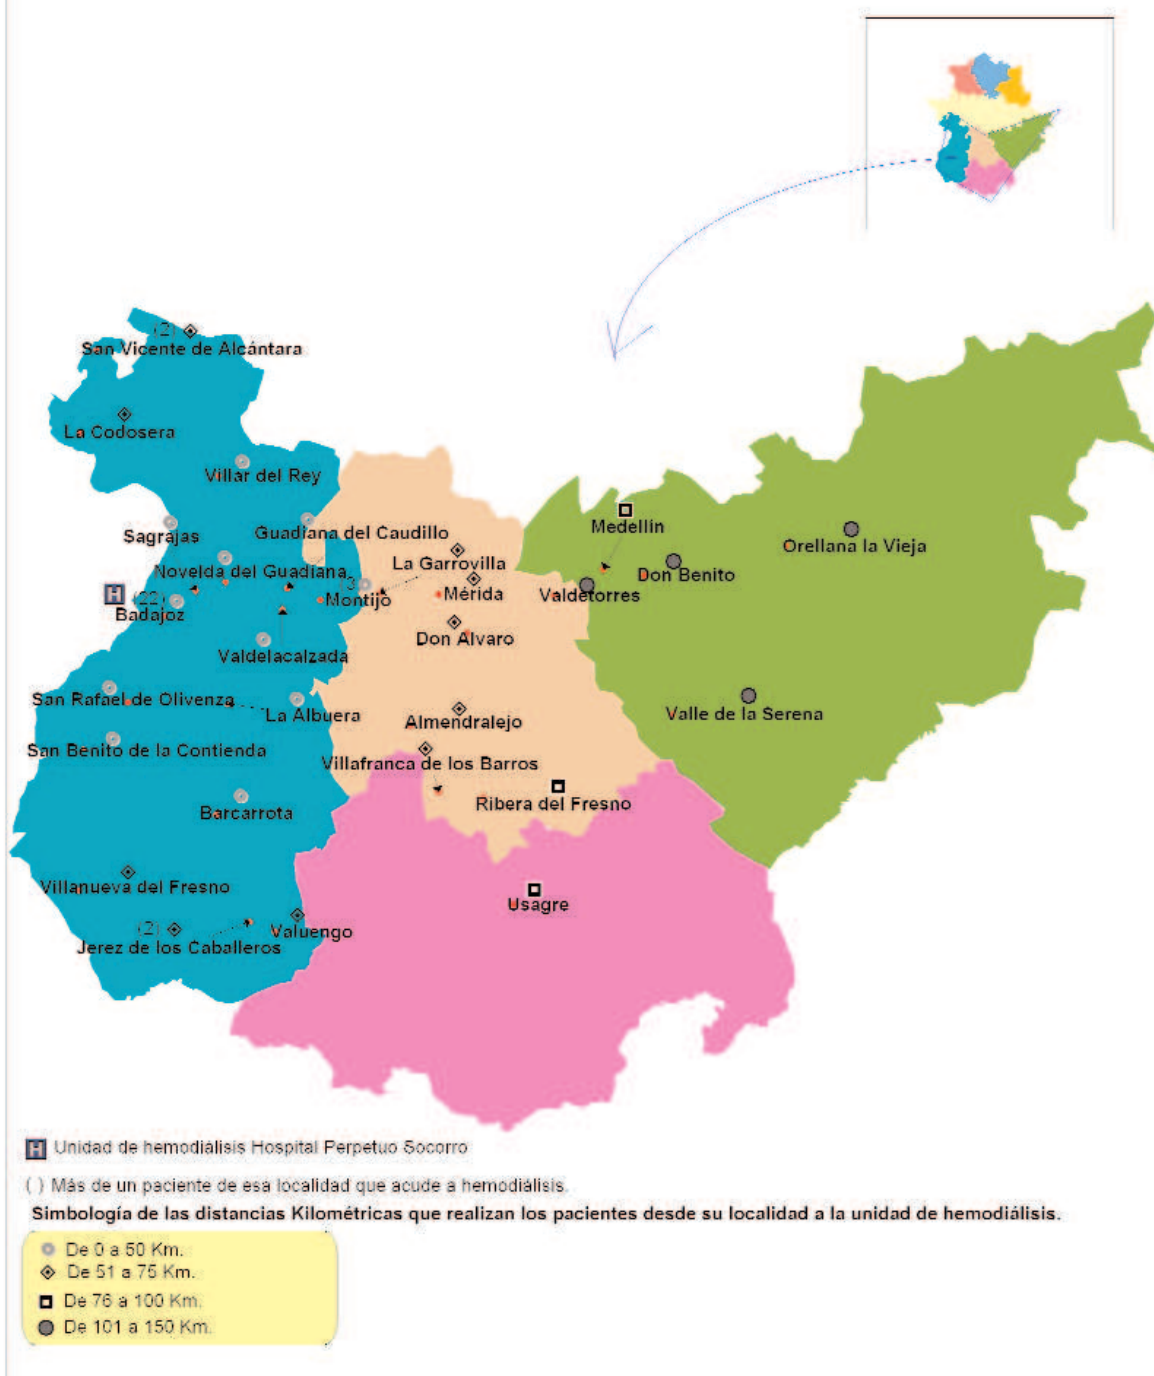 (2)
San Vicente de Alcántara
La Codosera
Villar del Rey
Sagrajas
Guadiana del Caudillo
Medellín
Orellana la Vieja
La Garrovilla
Novelda del Guadiana
Don Benito
H (22)
(3
Montijo
Mérida
Valdetorres
Badajoz
Don Alvaro
Valdelacalzada
San Rafael de Olivenza
La Albuera
Almendralejo
Valle de la Serena
San Benito de la Contienda
Villafranca de los Barros
Barcarrota
Ribera del Fresno
Villanueva del Fresno
Usagre
(2)
Valuengo
Jerez de los Caballeros
H Unidad de hemodiálisis Hospital Perpetuo Socorro
( ) Más de un paciente de esa localidad que acude a hemodiálisis.
Simbología de las distancias Kilométricas que realizan los pacientes desde su localidad a la unidad de hemodiálisis.
De 0 a 50 Km.
De 51 a 75 Km.
De 76 a 100 Km.
De 101 a 150 Km.